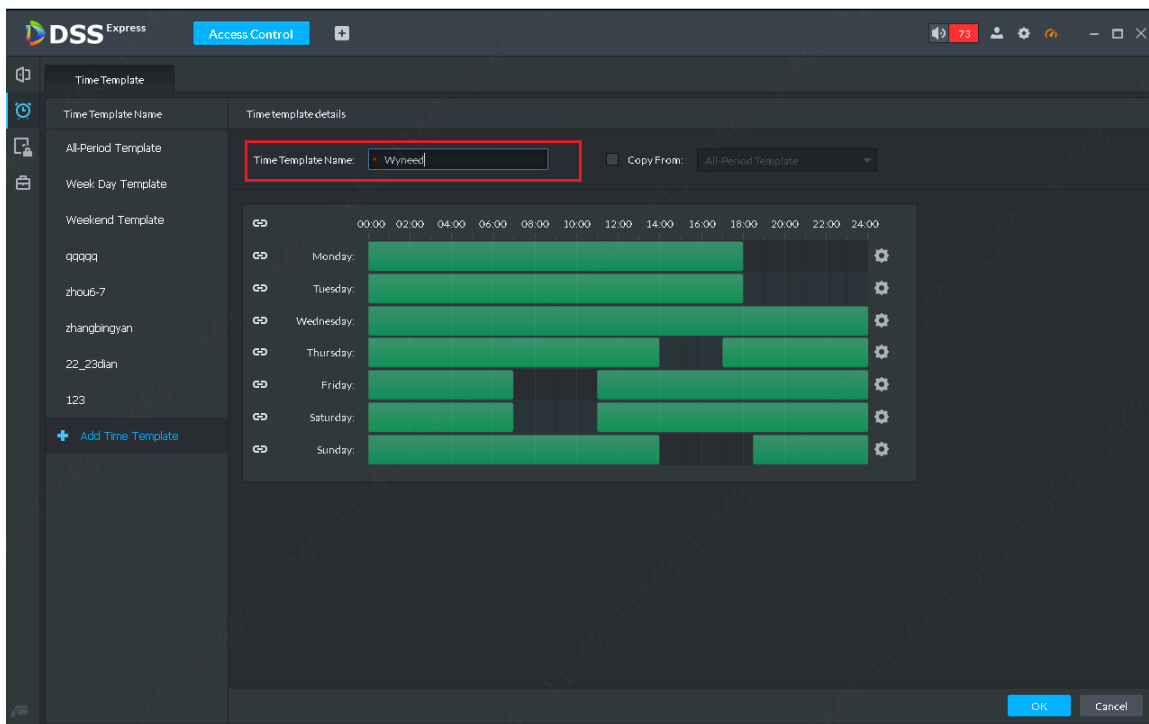 DSS Express
Access Control
73
Time Template
Time Template Name
Time template details
All-Period Template
Time Template Name: * Wyneed
Copy From: All-Period Template
Week Day Template
Weekend Template
qqqqq
zhou6-7
zhangbingyan
22_23dian
123
Add Time Template
00:00 02:00 04:00 06:00 08:00 10:00 12:00 14:00 16:00 18:00 20:00 22:00 24:00
Monday:
Tuesday:
Wednesday:
Thursday:
Friday:
Saturday:
Sunday:
11443 11443 11443
OK Cancel